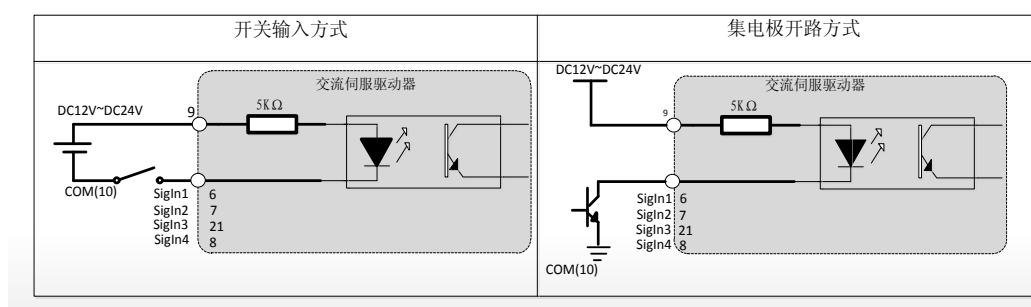 开关输入方式
集电极开路方式
交流伺服驱动器
DC12V~DC24V
9
5KΩ
COM(10)
SigIn1 6
SigIn2 7
SigIn3 21
SigIn4 8
DC12V~DC24V
交流伺服驱动器
9
5KΩ
SigIn1 6
SigIn2 7
SigIn3 21
SigIn4 8
COM(10)